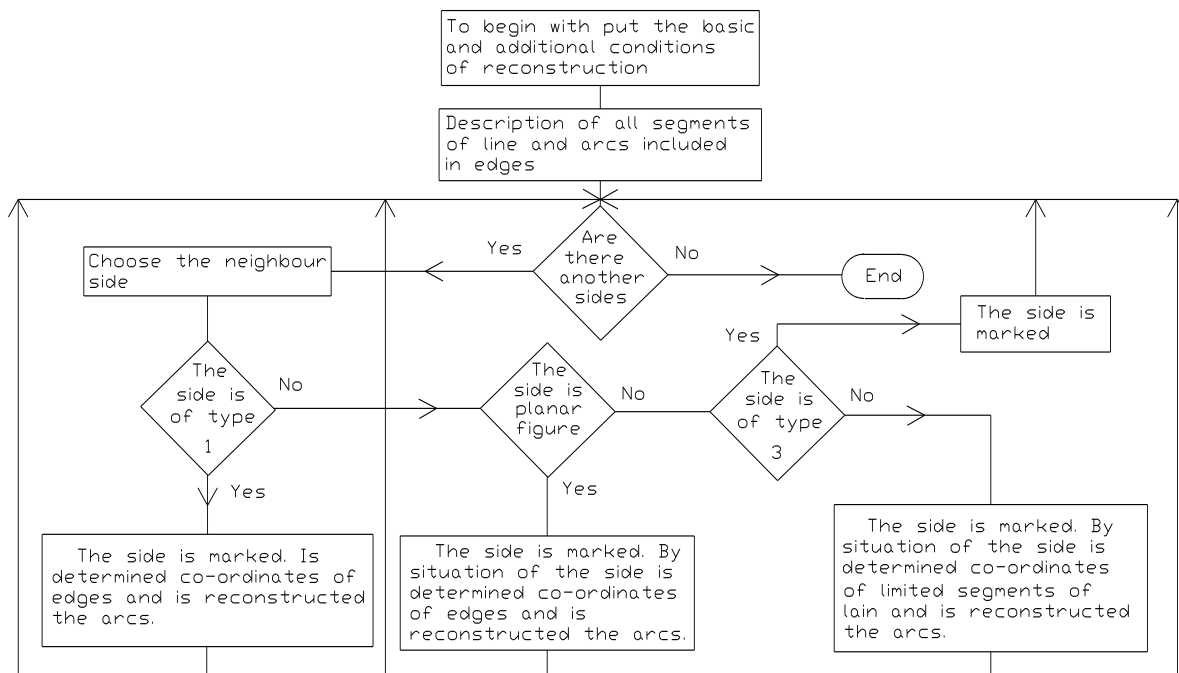 To begin with put the basic
and additional conditions
of reconstruction
Description of all segments
of line and arcs included
in edges
Are
there
another
sides
Yes
No
End
Choose the neighbour
side
The side is
marked
The
side is
of type
1
No
Yes
The
side is
planar
figure
No
Yes
The
side is
of type
3
Yes
No
The side is marked. Is
determined co-ordinates of
edges and is reconstructed
the arcs.
The side is marked. By
situation of the side is
determined co-ordinates
of edges and is
reconstructed the arcs.
The side is marked. By
situation of the side is
determined co-ordinates
of limited segments of
lain and is reconstructed
the arcs.